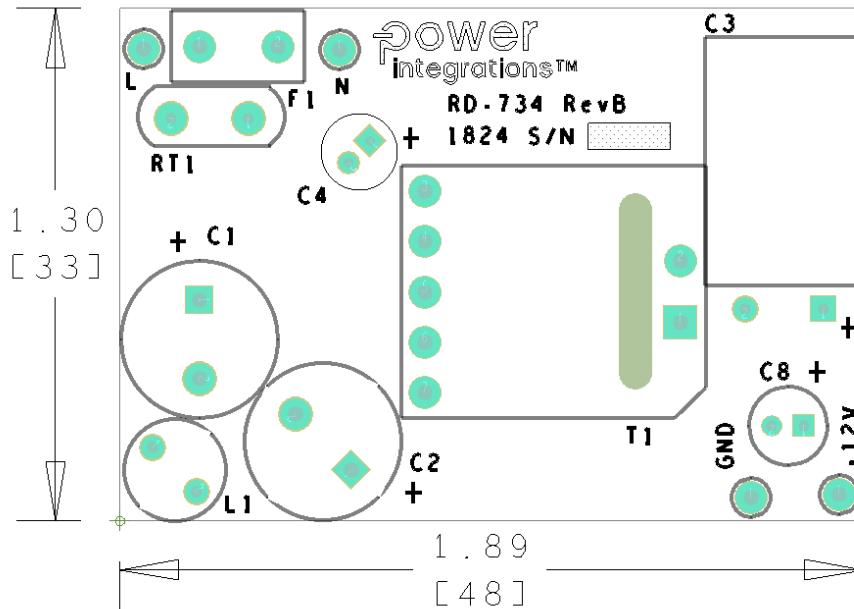 power
integrations™
C3
L
F1
N
RD-734 RevB
1824 S/N
RT1
+
C4
1.30
[33]
+ C1
+
C8 +
T1
GND
12V
C2
+
L1
1.89
[48]